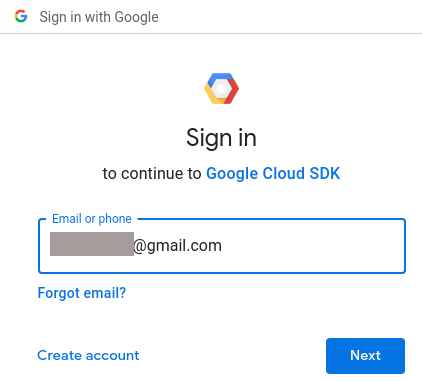 Sign in with Google
Sign in
to continue to Google Cloud SDK
Email or phone
@gmail.com
Forgot email?
Create account
Next